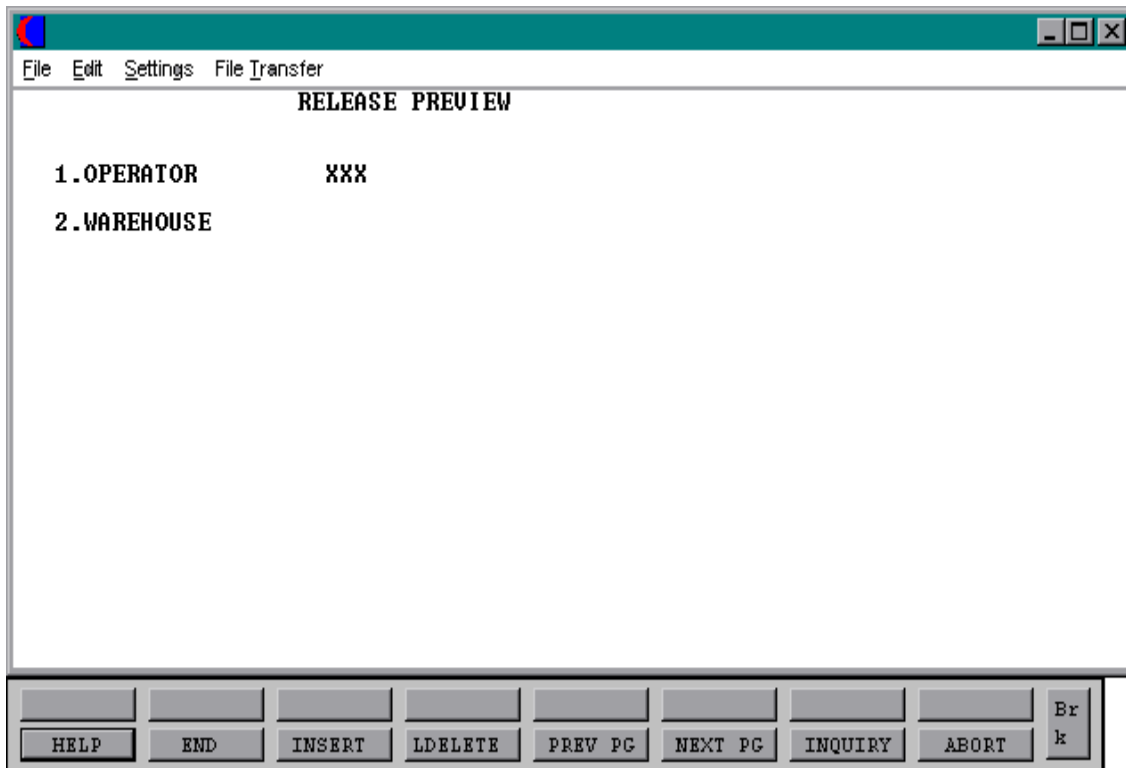 File Edit Settings File Transfer
RELEASE PREVIEW
1.OPERATOR XXX
2.WAREHOUSE
Br
k
HELP END INSERT LDELETE PREV PG NEXT PG INQUIRY ABORT